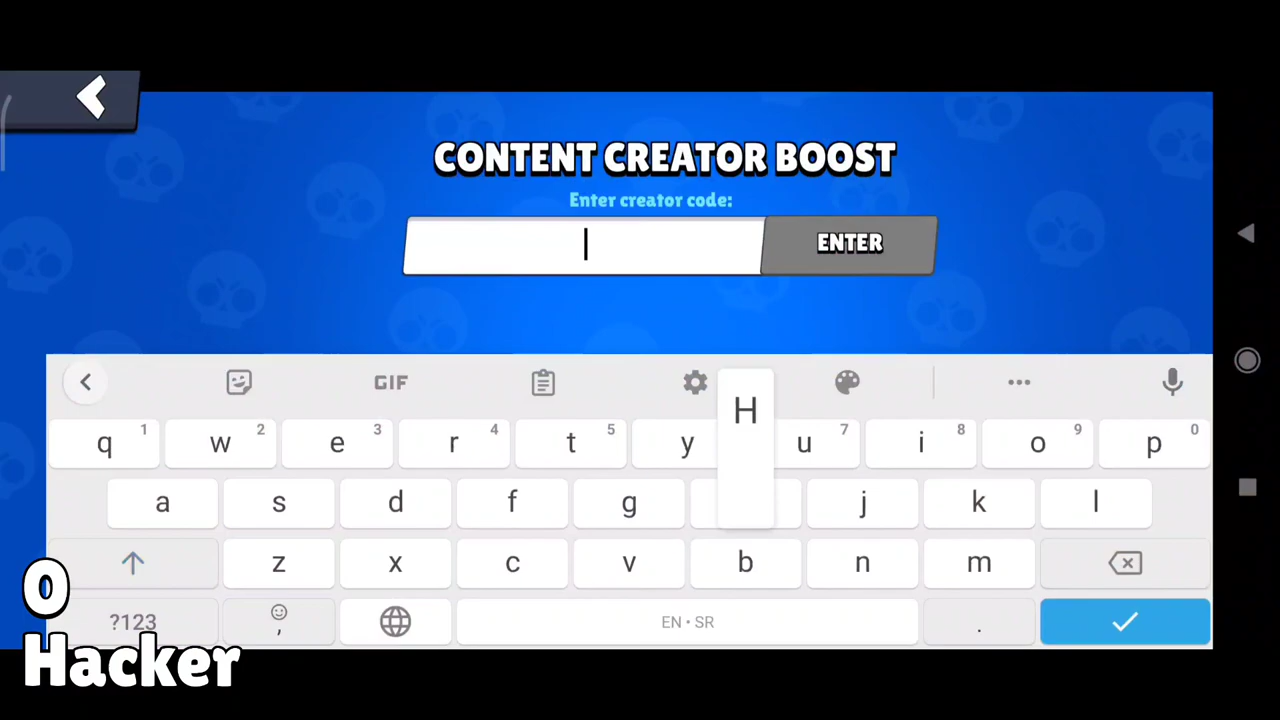 CONTENT CREATOR BOOST
Enter creator code:
ENTER
GIF
H
q 1 w 2 e 3 r 4 t 5 y u 7 i 8 o 9 p 0
a s d f g j k l
z x c v b n m
?123 , EN • SR .
0
Hacker